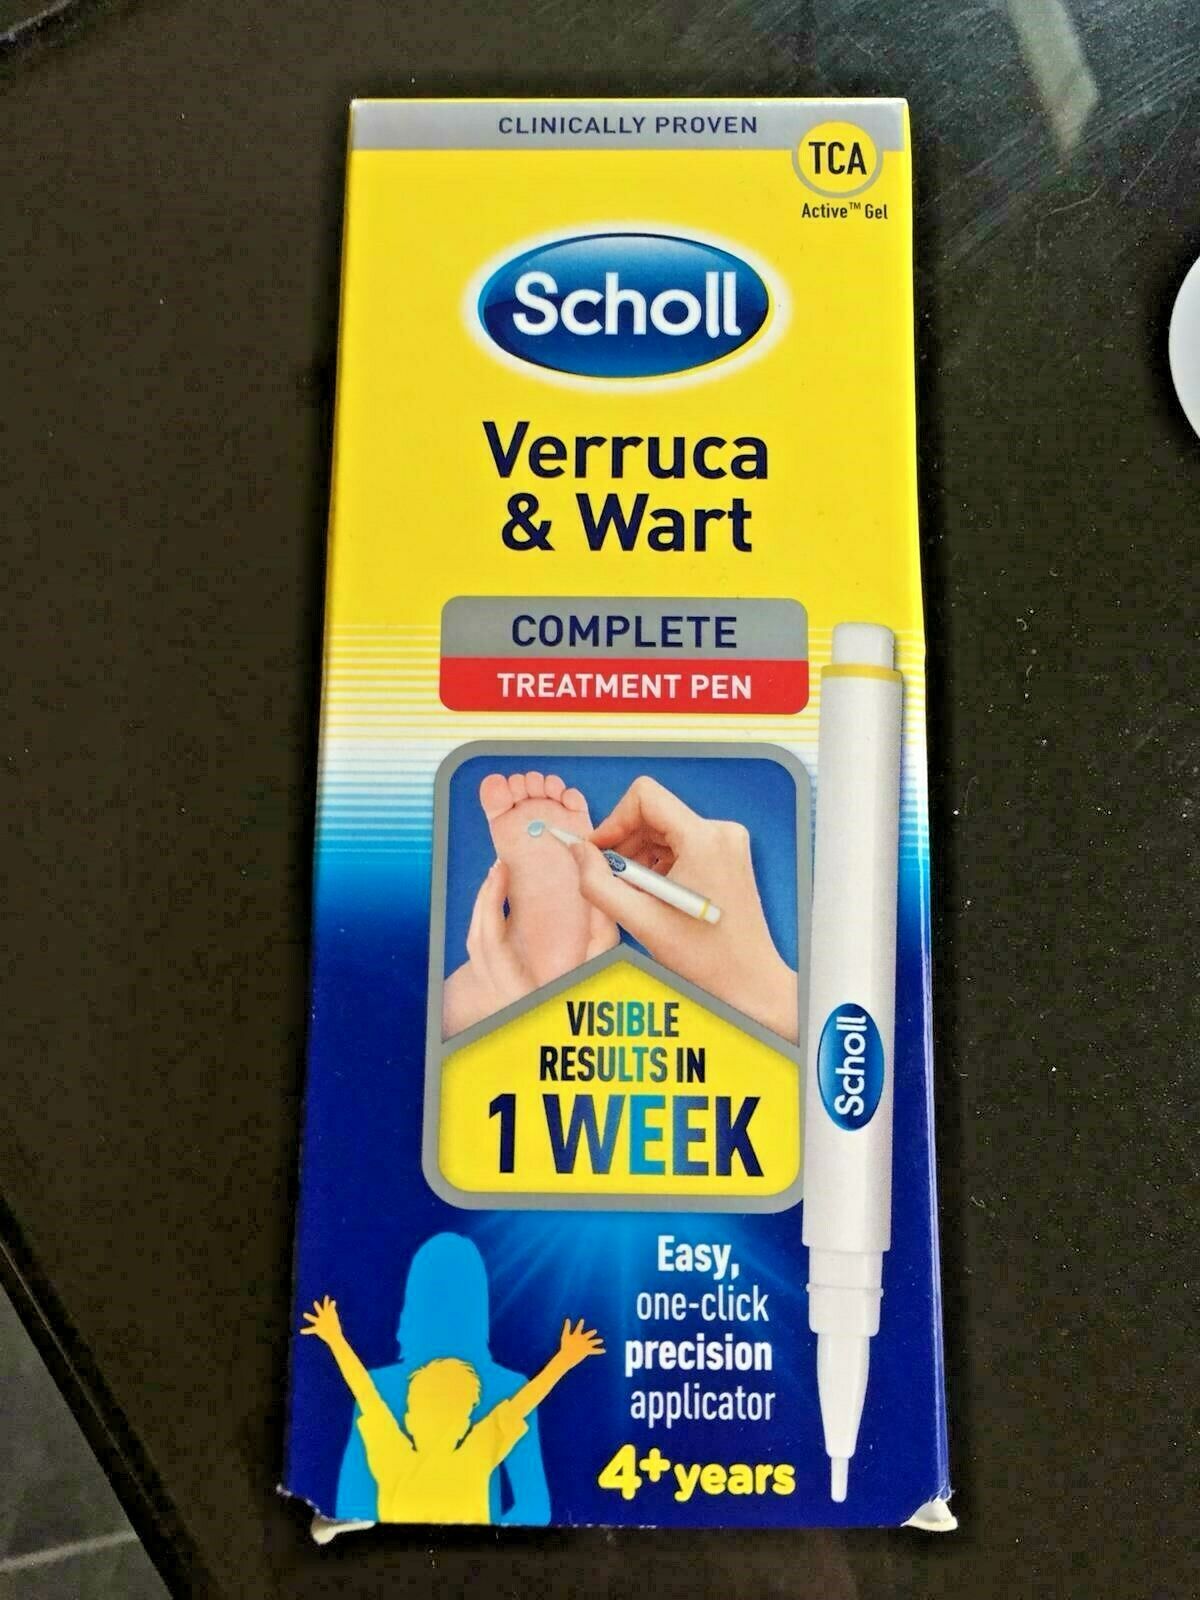 CLINICALLY PROVEN
TCA
Active™ Gel
Scholl
Verruca
& Wart
COMPLETE
TREATMENT PEN
Scholl
VISIBLE
RESULTS IN
1 WEEK
Scholl
Easy,
one-click
precision
applicator
4+ years